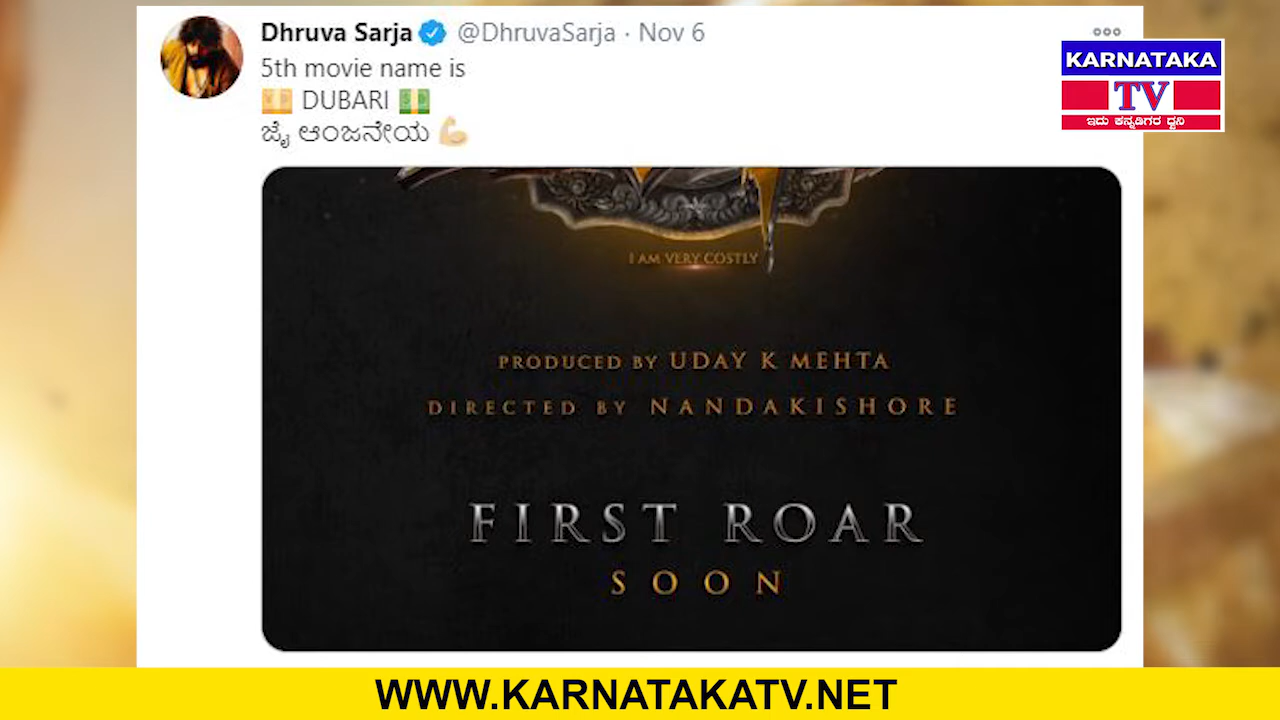 Dhruva Sarja @DhruvaSarja · Nov 6
5th movie name is
💴 DUBARI 💵
ಜೈ ಆಂಜನೇಯ 💪🏼
KARNATAKA
TV
ಇದು ಕನ್ನಡಿಗರ ಧ್ವನಿ
I AM VERY COSTLY
PRODUCED BY UDAY K MEHTA
DIRECTED BY NANDAKISHORE
FIRST ROAR
SOON
WWW.KARNATAKATV.NET